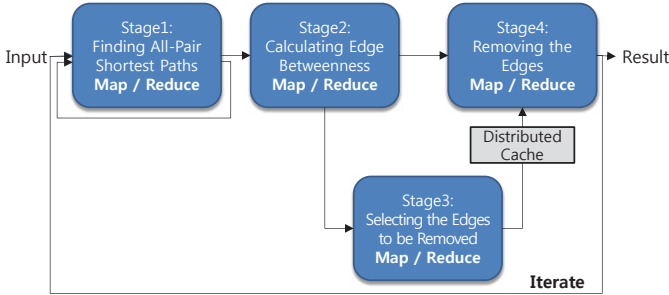 Input
Stage1:
Finding All-Pair
Shortest Paths
Map / Reduce
Stage2:
Calculating Edge
Betweenness
Map / Reduce
Stage4:
Removing the
Edges
Map / Reduce
Result
Distributed
Cache
Stage3:
Selecting the Edges
to be Removed
Map / Reduce
Iterate